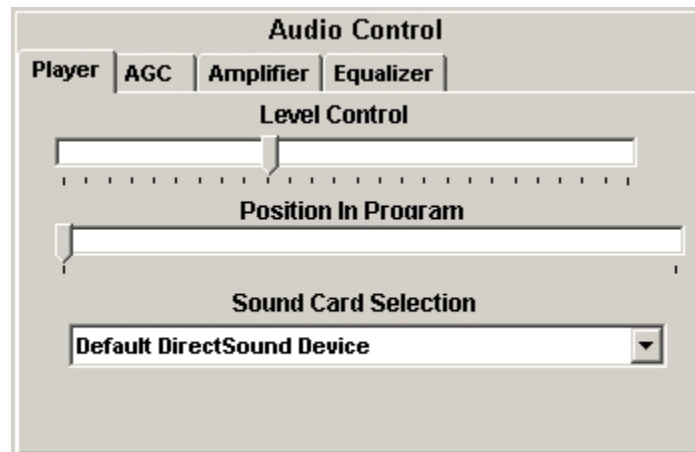 Audio Control
Player AGC Amplifier Equalizer
Level Control
Position In Program
Sound Card Selection
Default DirectSound Device